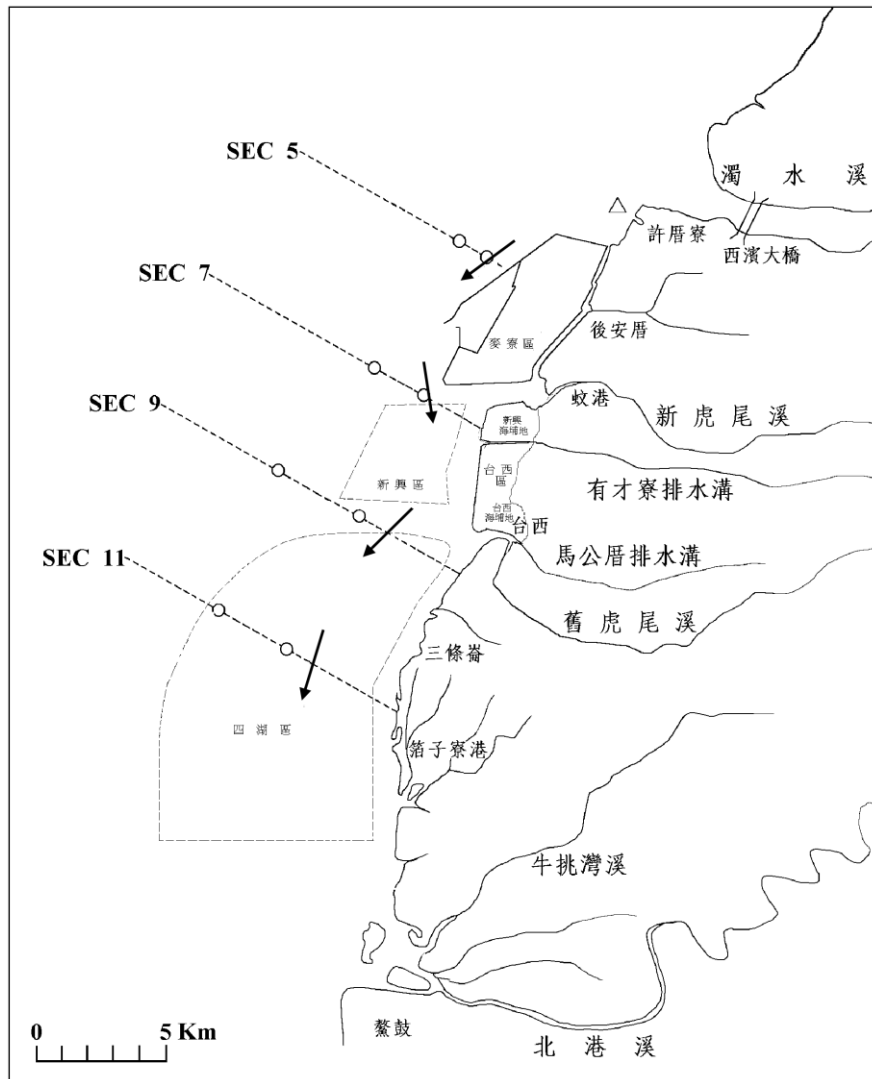 SEC 5
濁水溪
許厝寮
西濱大橋
SEC 7
後安厝
麥寮區
SEC 9
蚊港
新虎尾溪
新興
海埔地
新興區
台西
區
有才寮排水溝
台西
海埔地
台西
SEC 11
馬公厝排水溝
舊虎尾溪
三條崙
四湖區
箔子寮港
牛挑灣溪
0 5 Km
鰲鼓
北港溪